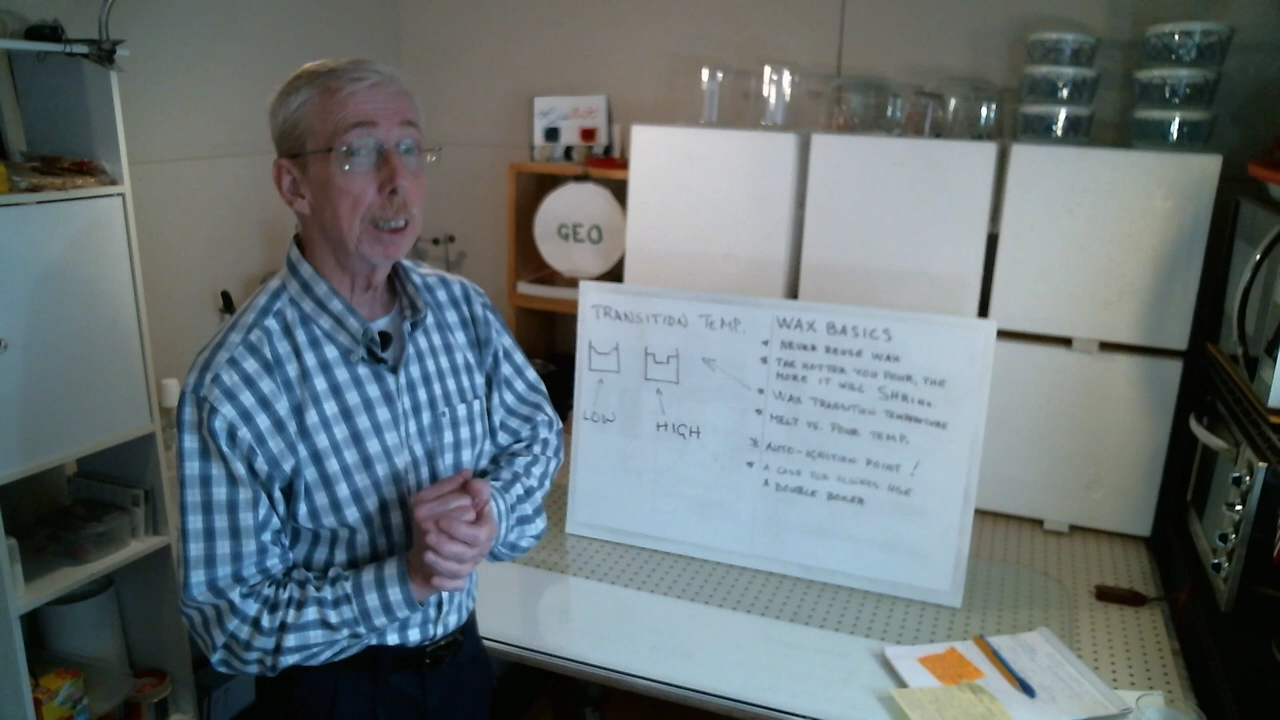 GEO
TRANSITION TEMP.
LOW
HIGH
WAX BASICS
NEVER REUSE WAX
THE HOTTER YOU POUR, THE
MORE IT WILL SHRINK
WAX TRANSITION TEMPERATURE
MELT VS. POUR TEMP.
AUTO-IGNITION POINT!
A CASE FOR ALWAYS USE
A DOUBLE BOILER